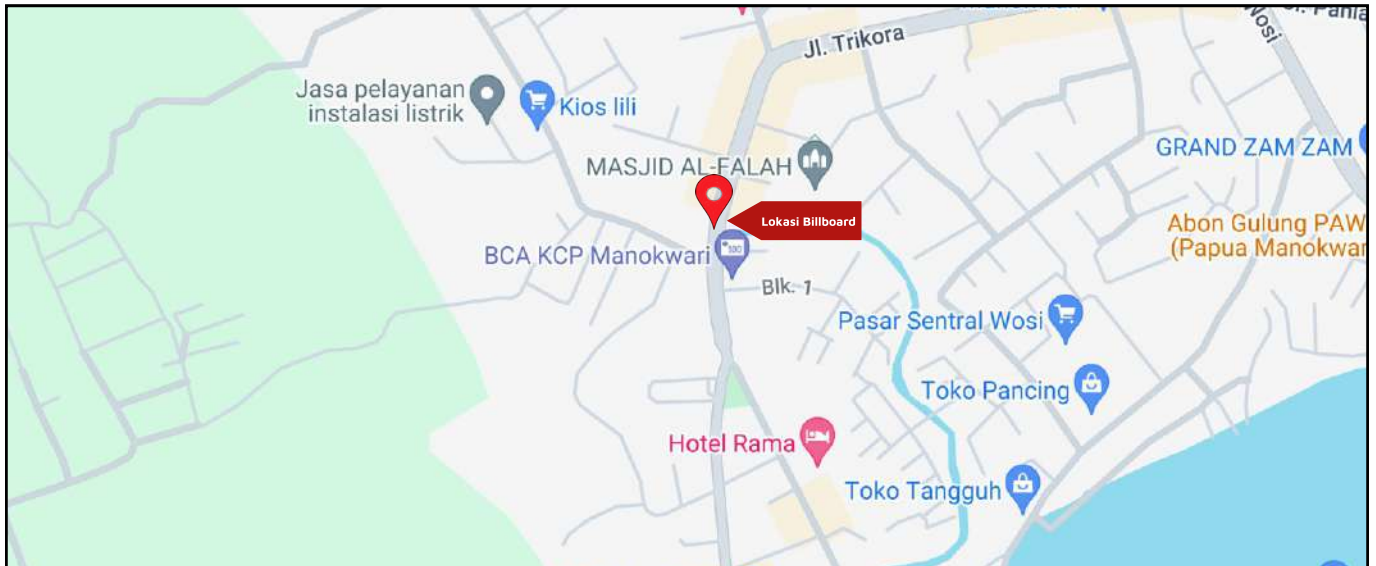 Jl. Trikora
Wosi
Jasa pelayanan
instalasi listrik
Kios lili
MASJID AL-FALAH
GRAND ZAM ZAM
Lokasi Billboard
Abon Gulung PAW
(Papua Manokwar
BCA KCP Manokwari
Blk. 1
Pasar Sentral Wosi
Toko Pancing
Hotel Rama
Toko Tangguh